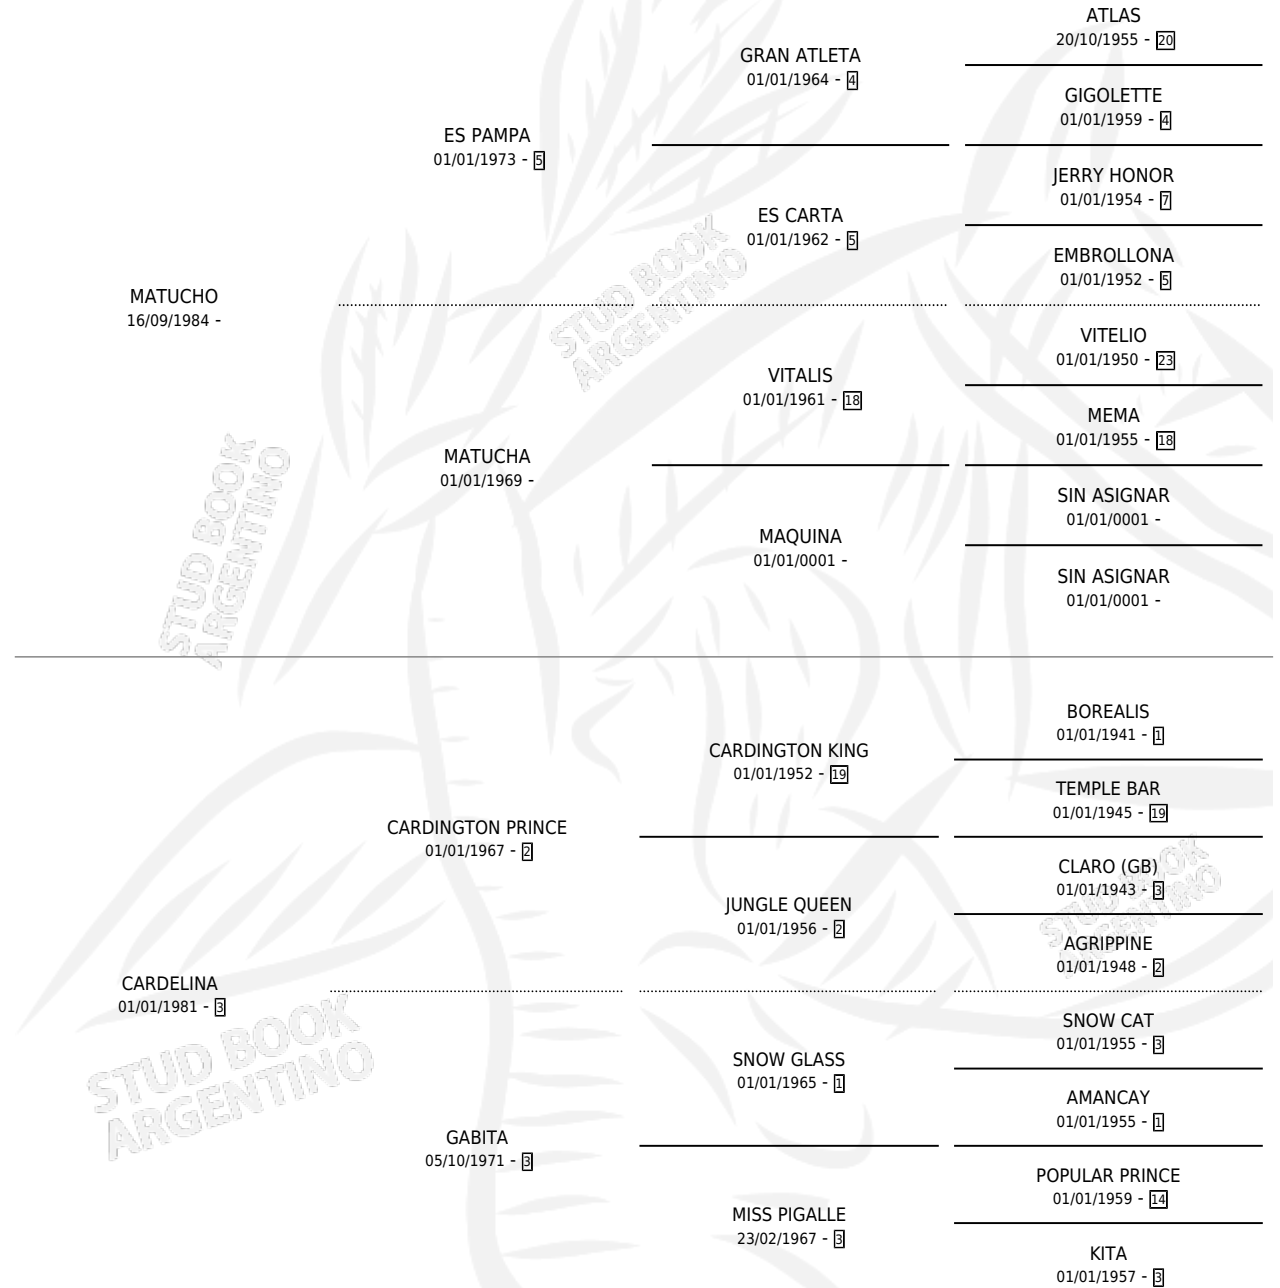 ATLAS
20/10/1955 - 20
GRAN ATLETA
01/01/1964 - 4
GIGOLETTE
01/01/1959 - 4
ES PAMPA
01/01/1973 - 5
JERRY HONOR
01/01/1954 - 7
ES CARTA
01/01/1962 - 5
EMBROLLONA
01/01/1952 - 5
MATUCHO
16/09/1984 -
VITELIO
01/01/1950 - 23
VITALIS
01/01/1961 - 18
MEMA
01/01/1955 - 18
MATUCHA
01/01/1969 -
SIN ASIGNAR
01/01/0001 -
MAQUINA
01/01/0001 -
SIN ASIGNAR
01/01/0001 -
STUD BOOK
ARGENTINO
STUD BOOK
ARGENTINO
BOREALIS
01/01/1941 - 1
CARDINGTON KING
01/01/1952 - 19
TEMPLE BAR
01/01/1945 - 19
CARDINGTON PRINCE
01/01/1967 - 2
CLARO (GB)
01/01/1943 - 3
JUNGLE QUEEN
01/01/1956 - 2
AGRIPPINE
01/01/1948 - 2
CARDELINA
01/01/1981 - 3
SNOW CAT
01/01/1955 - 3
SNOW GLASS
01/01/1965 - 1
AMANCAY
01/01/1955 - 1
GABITA
05/10/1971 - 3
POPULAR PRINCE
01/01/1959 - 14
MISS PIGALLE
23/02/1967 - 3
KITA
01/01/1957 - 3
STUD BOOK
ARGENTINO
STUD BOOK
ARGENTINO